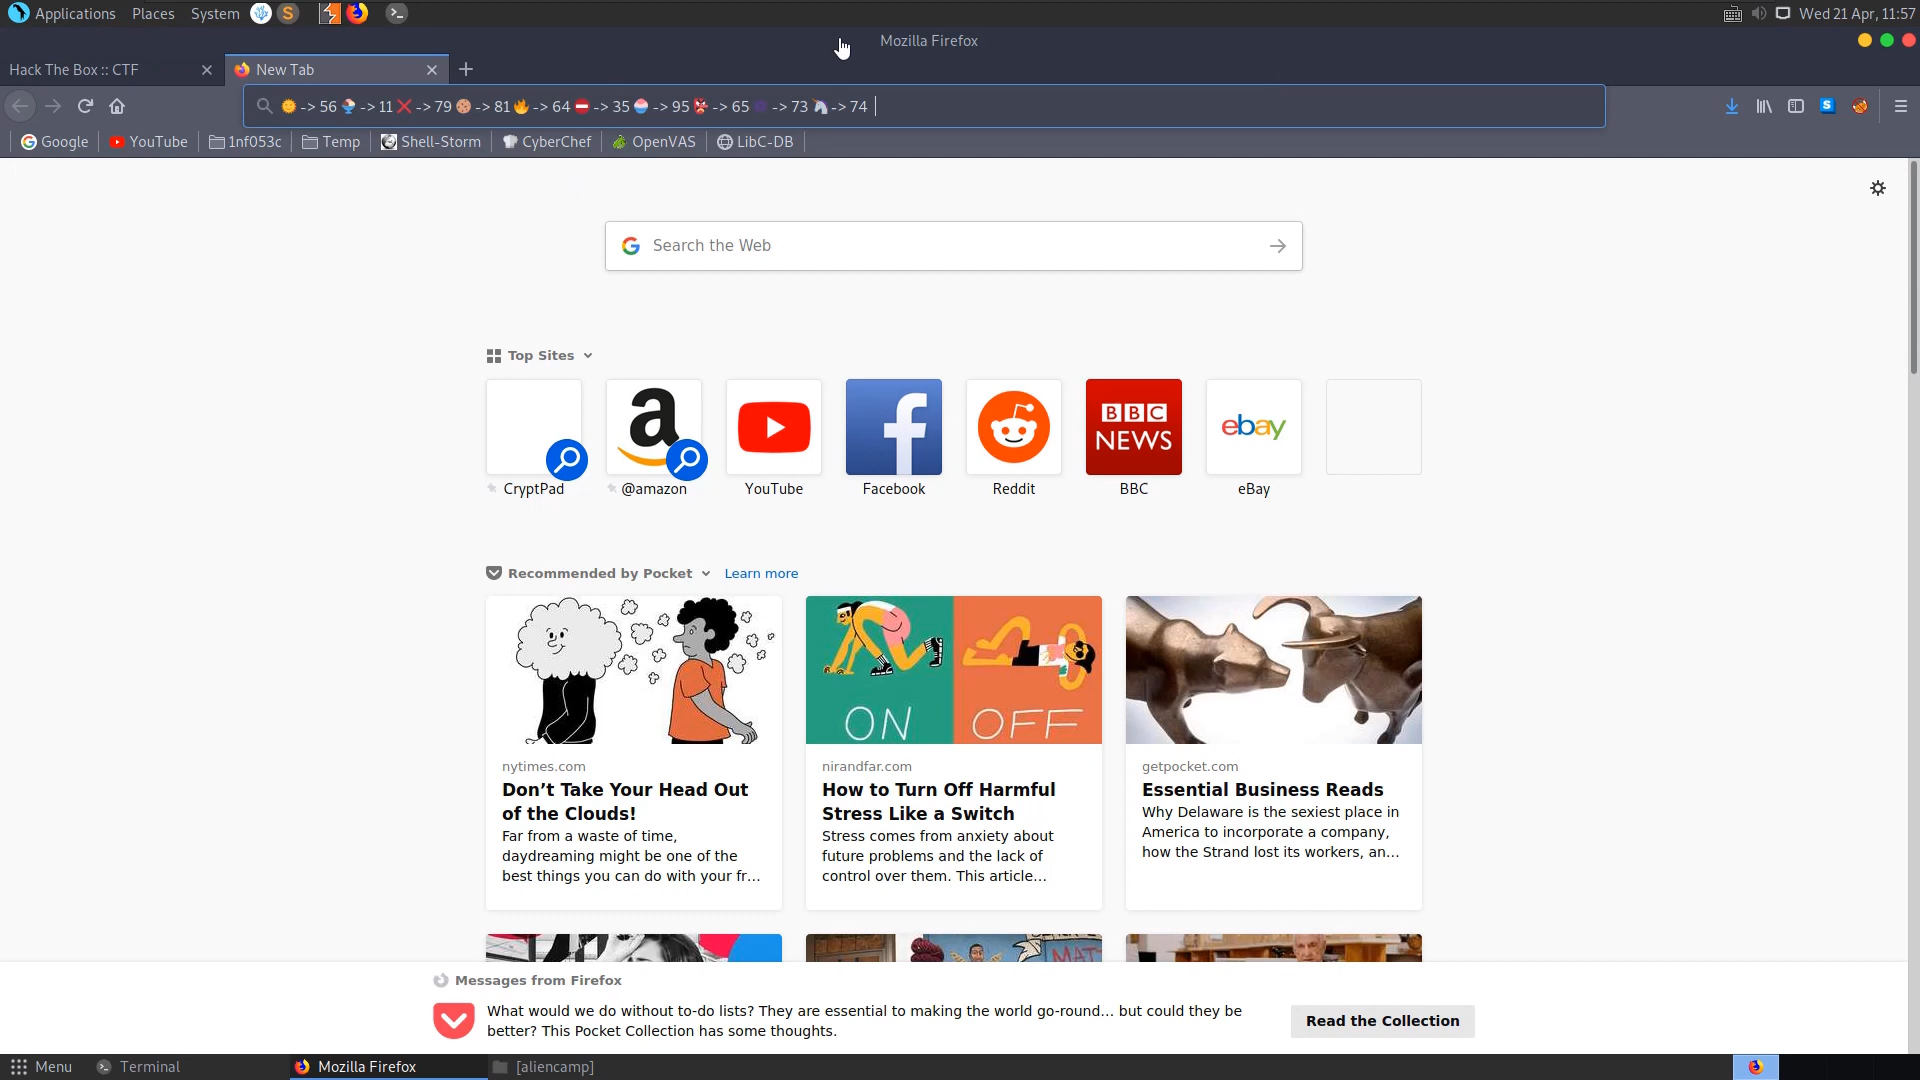 Applications Places System Wed 21 Apr, 11:57
Mozilla Firefox
Hack The Box :: CTF New Tab
🌞 -> 56 🍨 -> 11 ❌ -> 79 🍪 -> 81 🔥 -> 64 ⛔ -> 35 🍧 -> 95 👺 -> 65 👾 -> 73 🦄 -> 74
Google YouTube 1nf053c Temp Shell-Storm CyberChef OpenVAS LibC-DB
Search the Web
Top Sites
a
BBC
NEWS
ebay
CryptPad @amazon YouTube Facebook Reddit BBC eBay
Recommended by Pocket Learn more
ON OFF
nytimes.com
Don’t Take Your Head Out
of the Clouds!
Far from a waste of time,
daydreaming might be one of the
best things you can do with your fr…
nirandfar.com
How to Turn Off Harmful
Stress Like a Switch
Stress comes from anxiety about
future problems and the lack of
control over them. This article…
getpocket.com
Essential Business Reads
Why Delaware is the sexiest place in
America to incorporate a company,
how the Strand lost its workers, an…
MAT
Messages from Firefox
What would we do without to-do lists? They are essential to making the world go-round… but could they be
better? This Pocket Collection has some thoughts.
Read the Collection
Menu Terminal Mozilla Firefox [aliencamp]